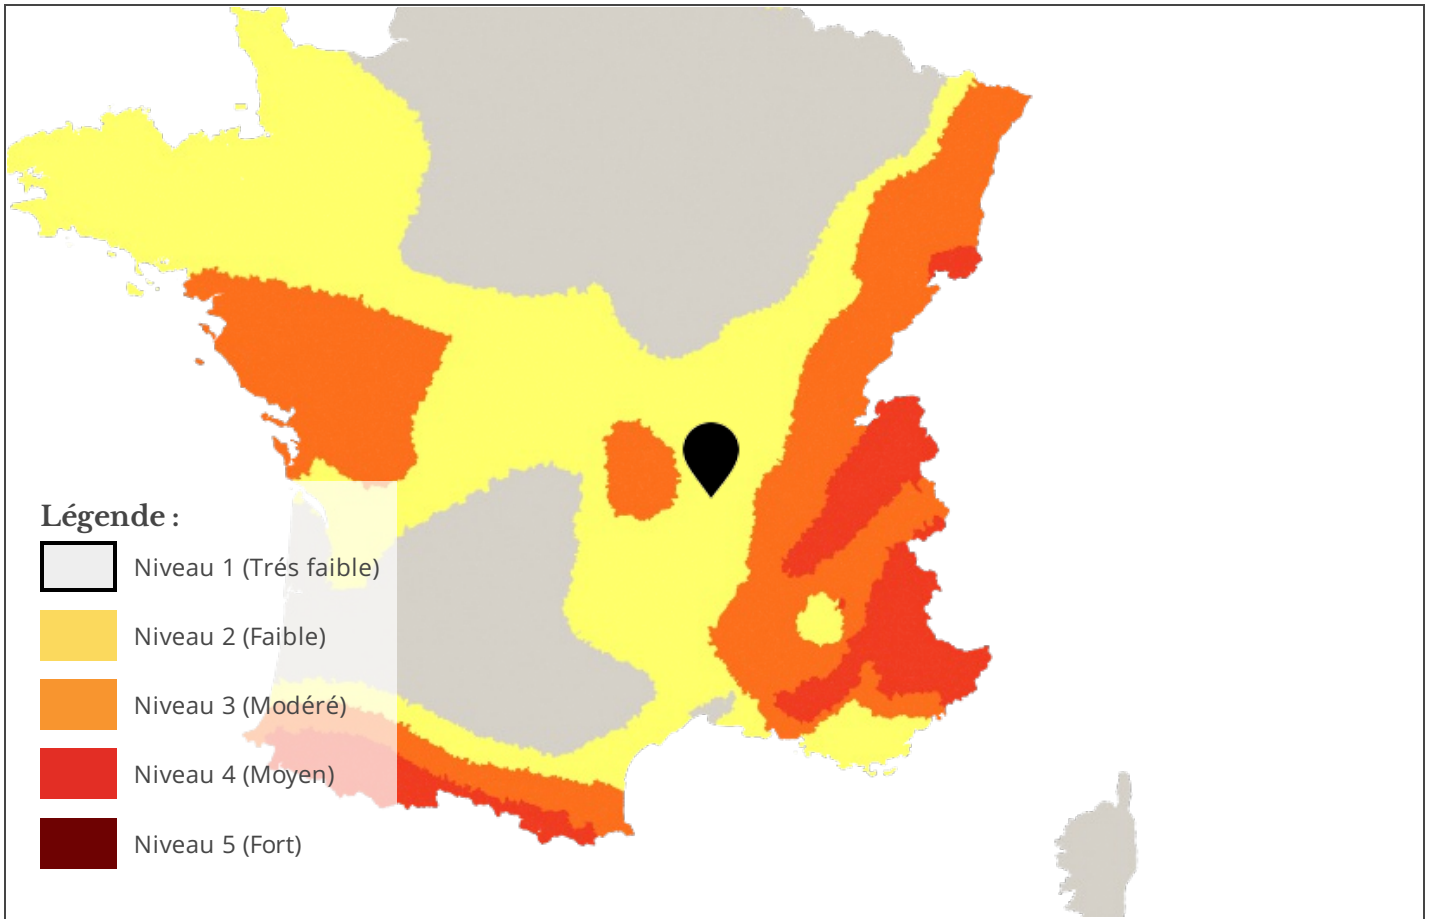 Légende :
Niveau 1 (Trés faible)
Niveau 2 (Faible)
Niveau 3 (Modéré)
Niveau 4 (Moyen)
Niveau 5 (Fort)